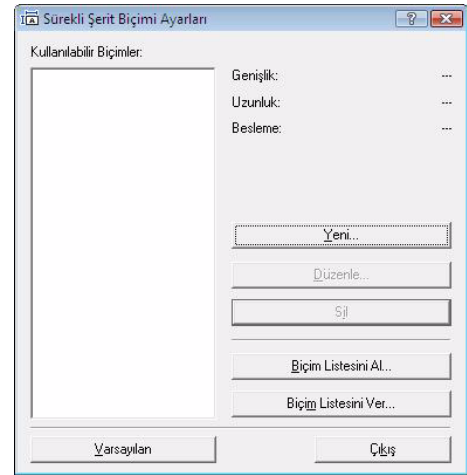 Sürekli Şerit Biçimi Ayarları
Kullanılabilir Biçimler:
Genişlik: ---
Uzunluk: ---
Besleme: ---
Yeni...
Düzenle...
Sil
Biçim Listesini Al...
Biçim Listesini Ver...
Varsayılan
Çıkış